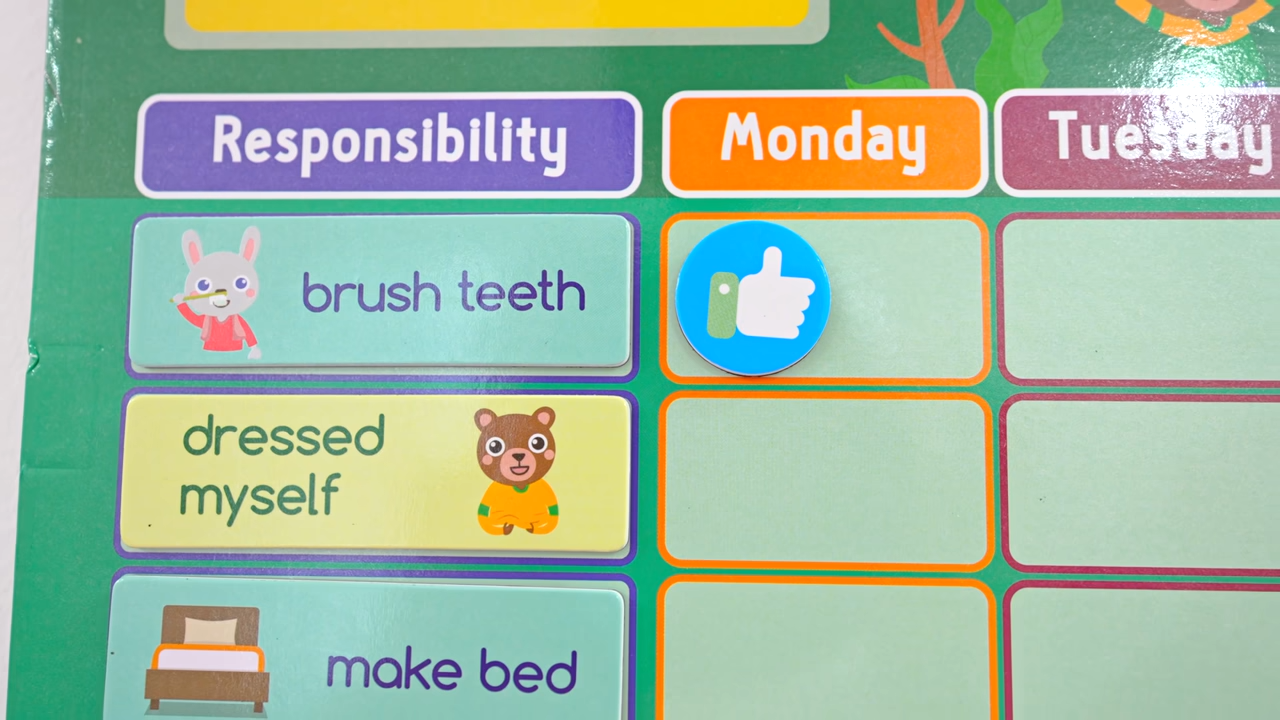 Responsibility
Monday
Tuesday
brush teeth
dressed
myself
make bed